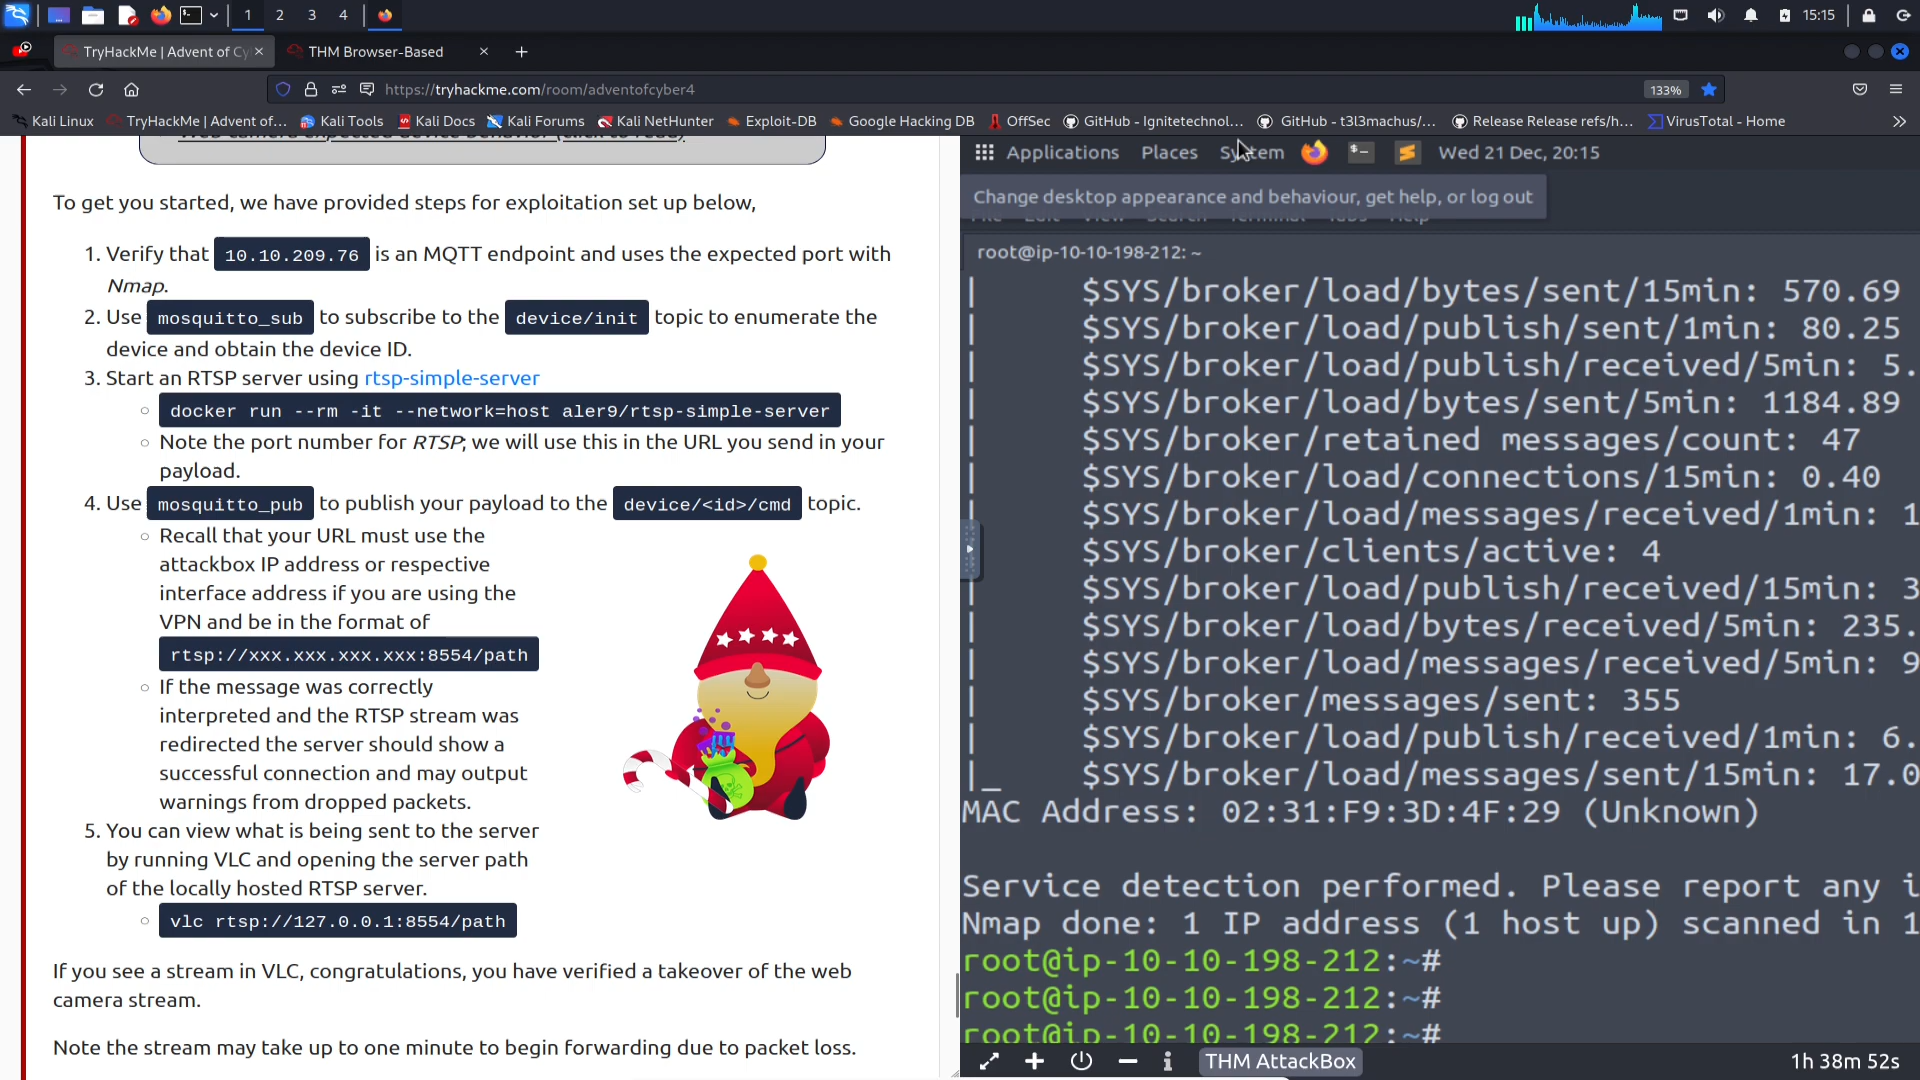 1
2
3
4
15:15
TryHackMe | Advent of Cy
THM Browser-Based
https://tryhackme.com/room/adventofcyber4
133%
Kali Linux
TryHackMe | Advent of...
Kali Tools
Kali Docs
Kali Forums
Kali NetHunter
Exploit-DB
Google Hacking DB
OffSec
GitHub - Ignitetechnol...
GitHub - t3l3machus/...
Release Release refs/h...
VirusTotal - Home
To get you started, we have provided steps for exploitation set up below,
1. Verify that 10.10.209.76 is an MQTT endpoint and uses the expected port with
Nmap.
2. Use mosquitto_sub to subscribe to the device/init topic to enumerate the
device and obtain the device ID.
3. Start an RTSP server using rtsp-simple-server
docker run --rm -it --network=host aler9/rtsp-simple-server
Note the port number for RTSP; we will use this in the URL you send in your
payload.
4. Use mosquitto_pub to publish your payload to the device/<id>/cmd topic.
Recall that your URL must use the
attackbox IP address or respective
interface address if you are using the
VPN and be in the format of
rtsp://xxx.xxx.xxx.xxx:8554/path
If the message was correctly
interpreted and the RTSP stream was
redirected the server should show a
successful connection and may output
warnings from dropped packets.
5. You can view what is being sent to the server
by running VLC and opening the server path
of the locally hosted RTSP server.
vlc rtsp://127.0.0.1:8554/path
If you see a stream in VLC, congratulations, you have verified a takeover of the web
camera stream.
Note the stream may take up to one minute to begin forwarding due to packet loss.
Applications Places System
Wed 21 Dec, 20:15
Change desktop appearance and behaviour, get help, or log out
root@ip-10-10-198-212: ~
| $SYS/broker/load/bytes/sent/15min: 570.69
| $SYS/broker/load/publish/sent/1min: 80.25
| $SYS/broker/load/publish/received/5min: 5.
| $SYS/broker/load/bytes/sent/5min: 1184.89
| $SYS/broker/retained messages/count: 47
| $SYS/broker/load/connections/15min: 0.40
| $SYS/broker/load/messages/received/1min: 1
| $SYS/broker/clients/active: 4
| $SYS/broker/load/publish/received/15min: 3
| $SYS/broker/load/bytes/received/5min: 235.
| $SYS/broker/load/messages/received/5min: 9
| $SYS/broker/messages/sent: 355
| $SYS/broker/load/publish/received/1min: 6.
|_ $SYS/broker/load/messages/sent/15min: 17.0
MAC Address: 02:31:F9:3D:4F:29 (Unknown)
Service detection performed. Please report any i
Nmap done: 1 IP address (1 host up) scanned in 1
root@ip-10-10-198-212:~#
root@ip-10-10-198-212:~#
root@ip-10-10-198-212:~#
THM AttackBox
1h 38m 52s